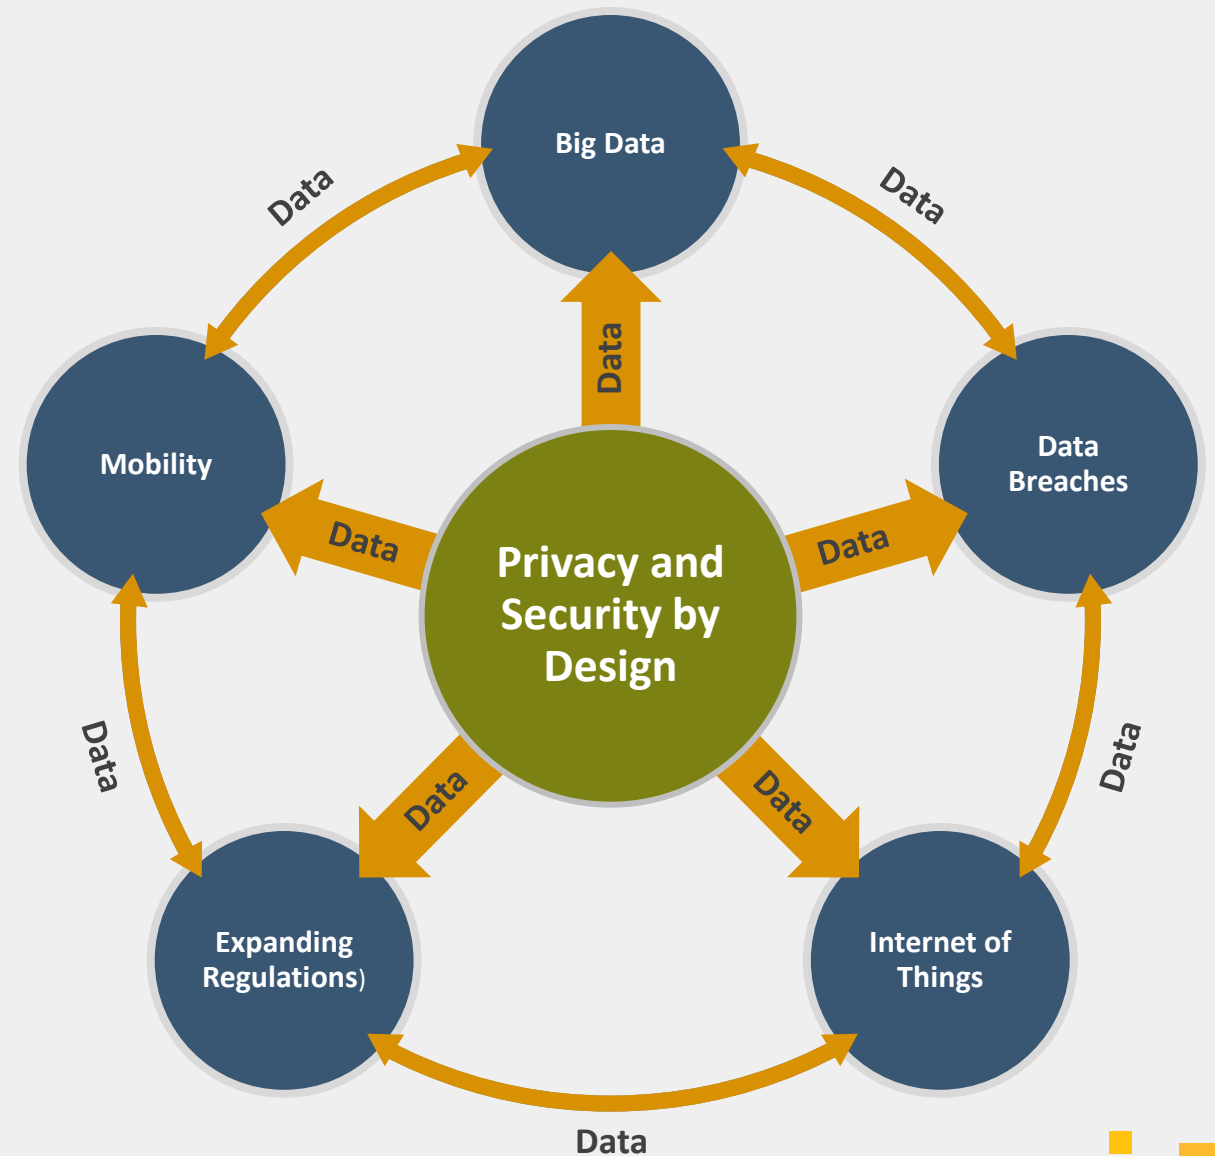 Big Data
Data
Data
Data
Mobility
Data
Breaches
Data
Data
Privacy and
Security by
Design
Data
Data
Data
Data
Expanding
Regulations)
Internet of
Things
Data